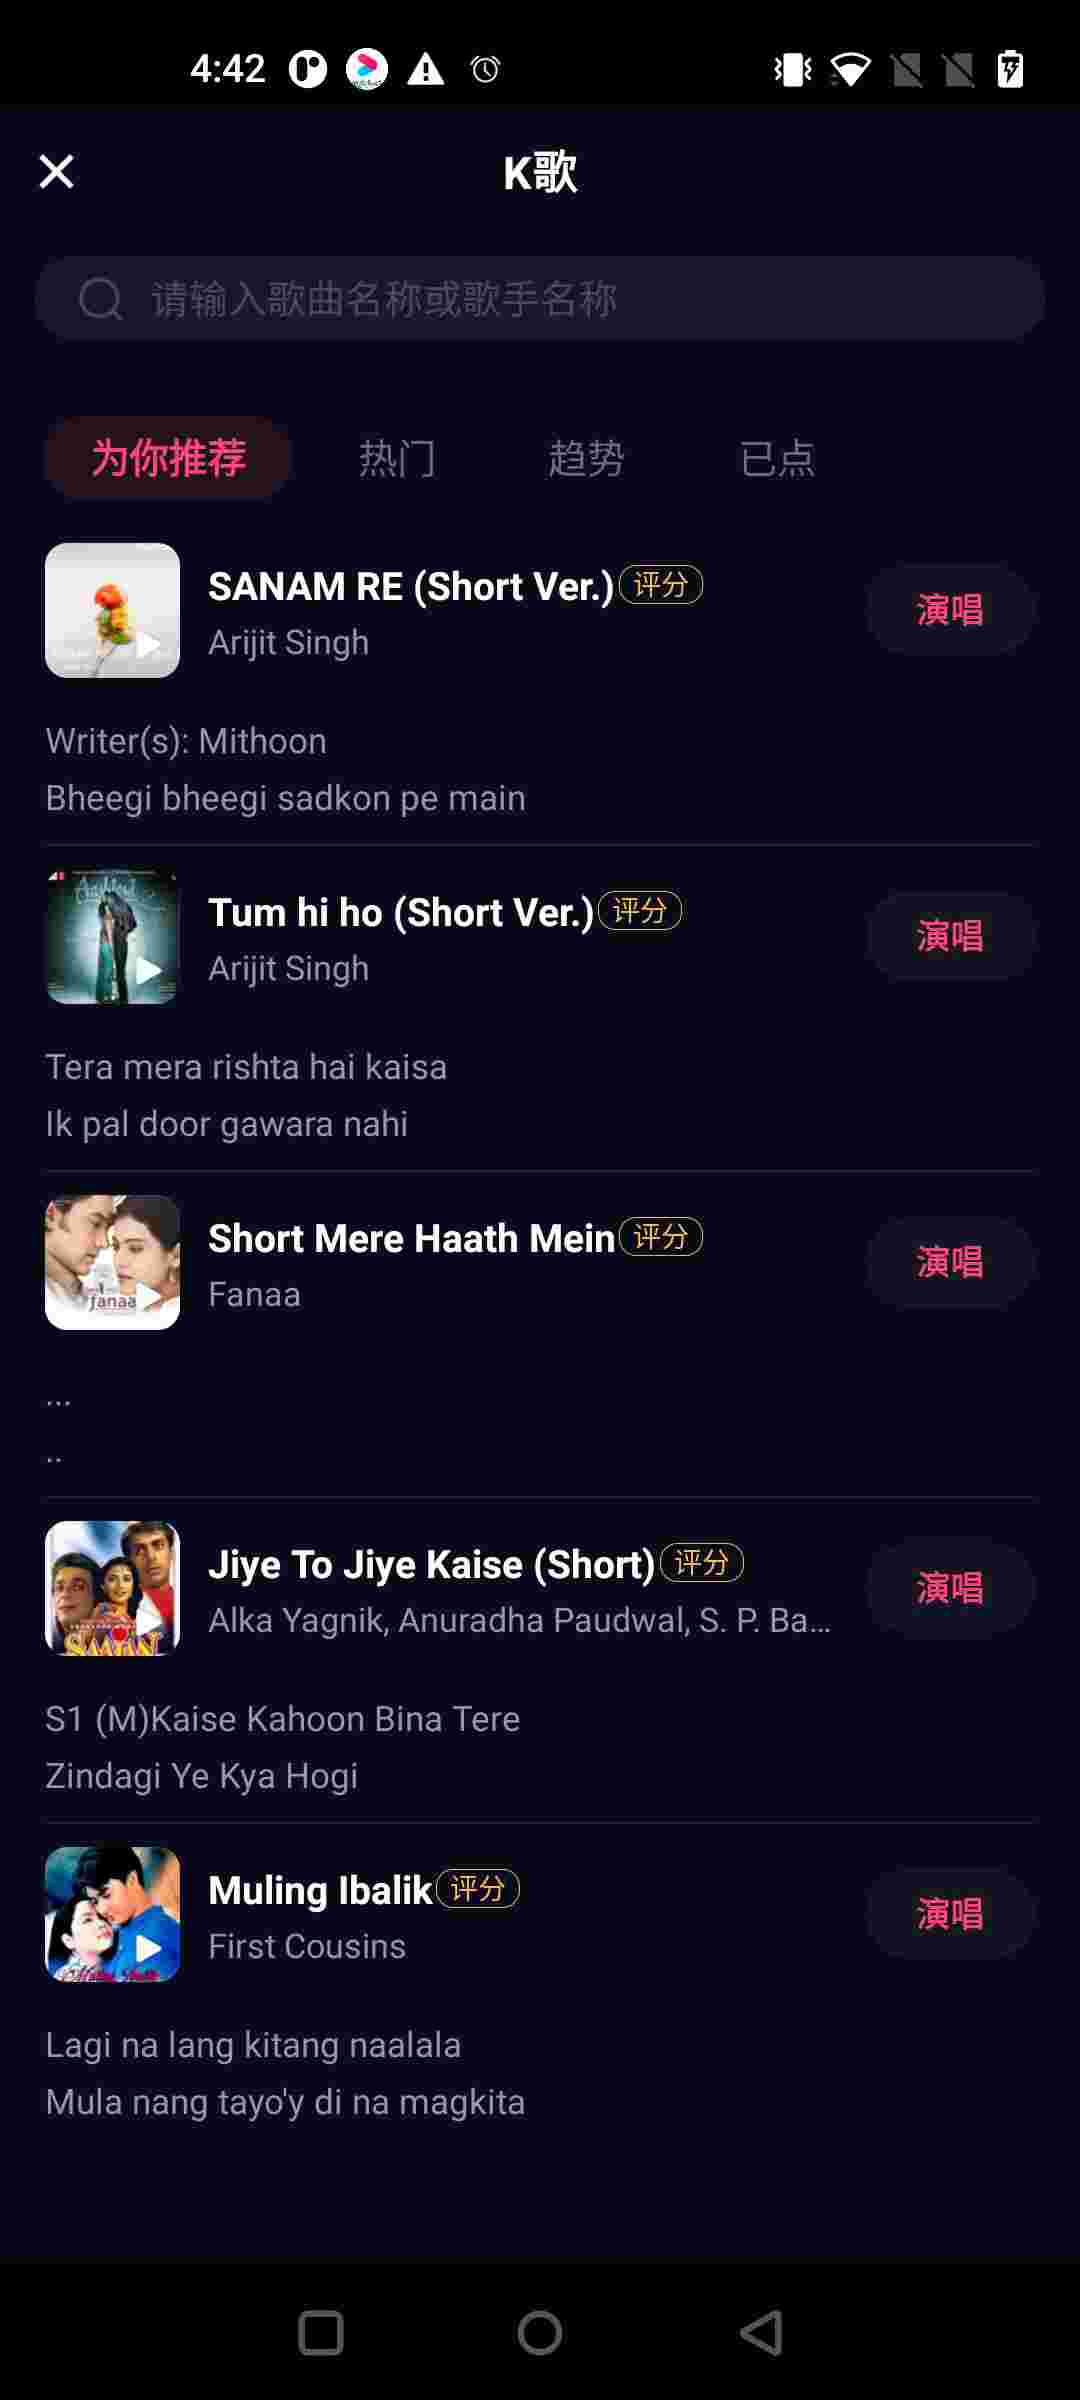 4:42
K歌
请输入歌曲名称或歌手名称
为你推荐 热门 趋势 已点
SANAM RE (Short Ver.) 评分
Arijit Singh
演唱
Writer(s): Mithoon
Bheegi bheegi sadkon pe main
Tum hi ho (Short Ver.) 评分
Arijit Singh
演唱
Tera mera rishta hai kaisa
Ik pal door gawara nahi
fanaa
Short Mere Haath Mein 评分
Fanaa
演唱
...
..
SAAJAN
Jiye To Jiye Kaise (Short) 评分
Alka Yagnik, Anuradha Paudwal, S. P. Ba...
演唱
S1 (M)Kaise Kahoon Bina Tere
Zindagi Ye Kya Hogi
Muling Ibalik 评分
First Cousins
演唱
Lagi na lang kitang naalala
Mula nang tayo'y di na magkita